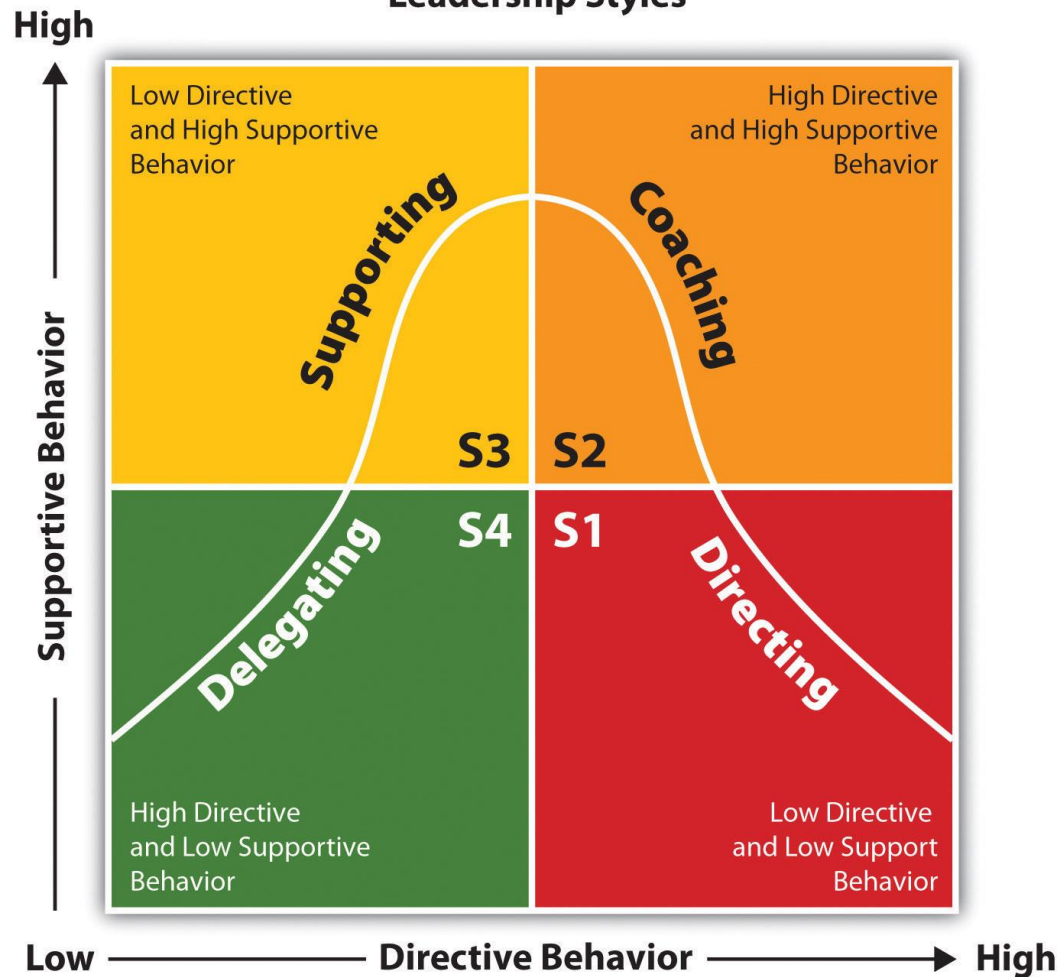 Leadership Styles
High
Low Directive
and High Supportive
Behavior
High Directive
and High Supportive
Behavior
Supporting
Coaching
S3
S2
S4
S1
Delegating
Directing
High Directive
and Low Supportive
Behavior
Low Directive
and Low Support
Behavior
Supportive Behavior
Low
Directive Behavior
High